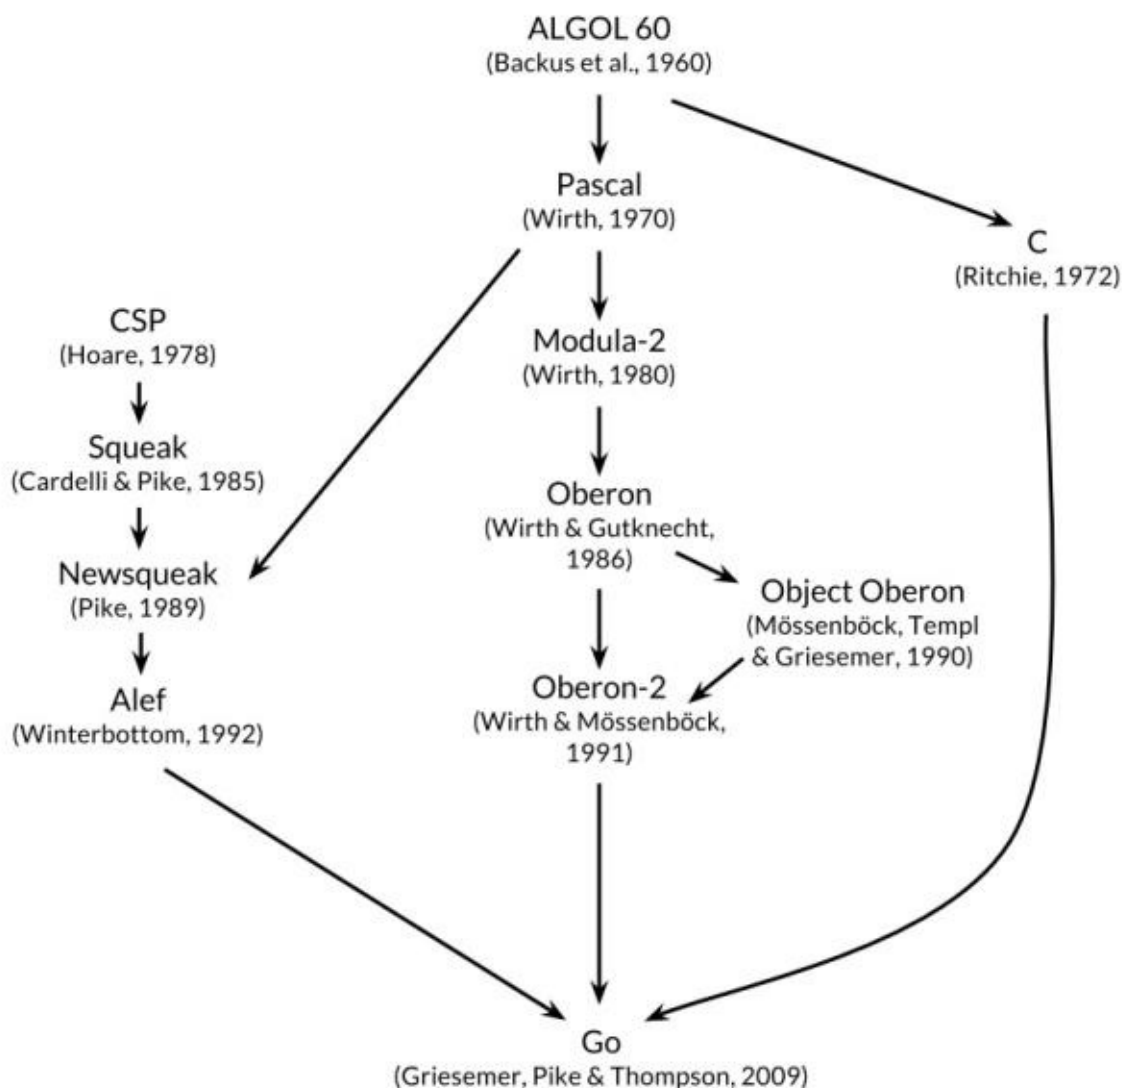 ALGOL 60
(Backus et al., 1960)
Pascal
(Wirth, 1970)
C
(Ritchie, 1972)
CSP
(Hoare, 1978)
Modula-2
(Wirth, 1980)
Squeak
(Cardelli & Pike, 1985)
Oberon
(Wirth & Gutknecht,
1986)
Newsqueak
(Pike, 1989)
Object Oberon
(Mössenböck, Templ
& Griesemer, 1990)
Alef
(Winterbottom, 1992)
Oberon-2
(Wirth & Mössenböck,
1991)
Go
(Griesemer, Pike & Thompson, 2009)